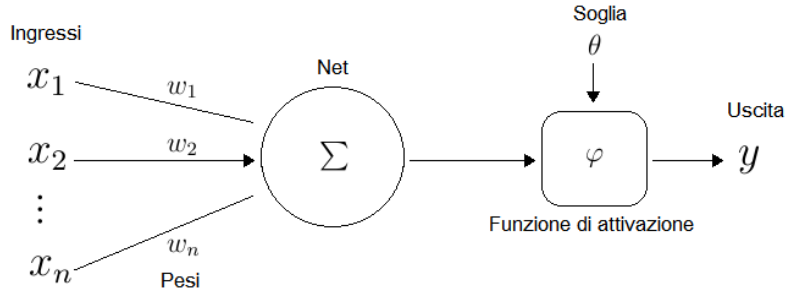 Ingressi
x₁
x₂
⋮
xₙ
w₁
w₂
wₙ
Pesi
Net
Σ
Soglia
θ
φ
Funzione di attivazione
Uscita
y